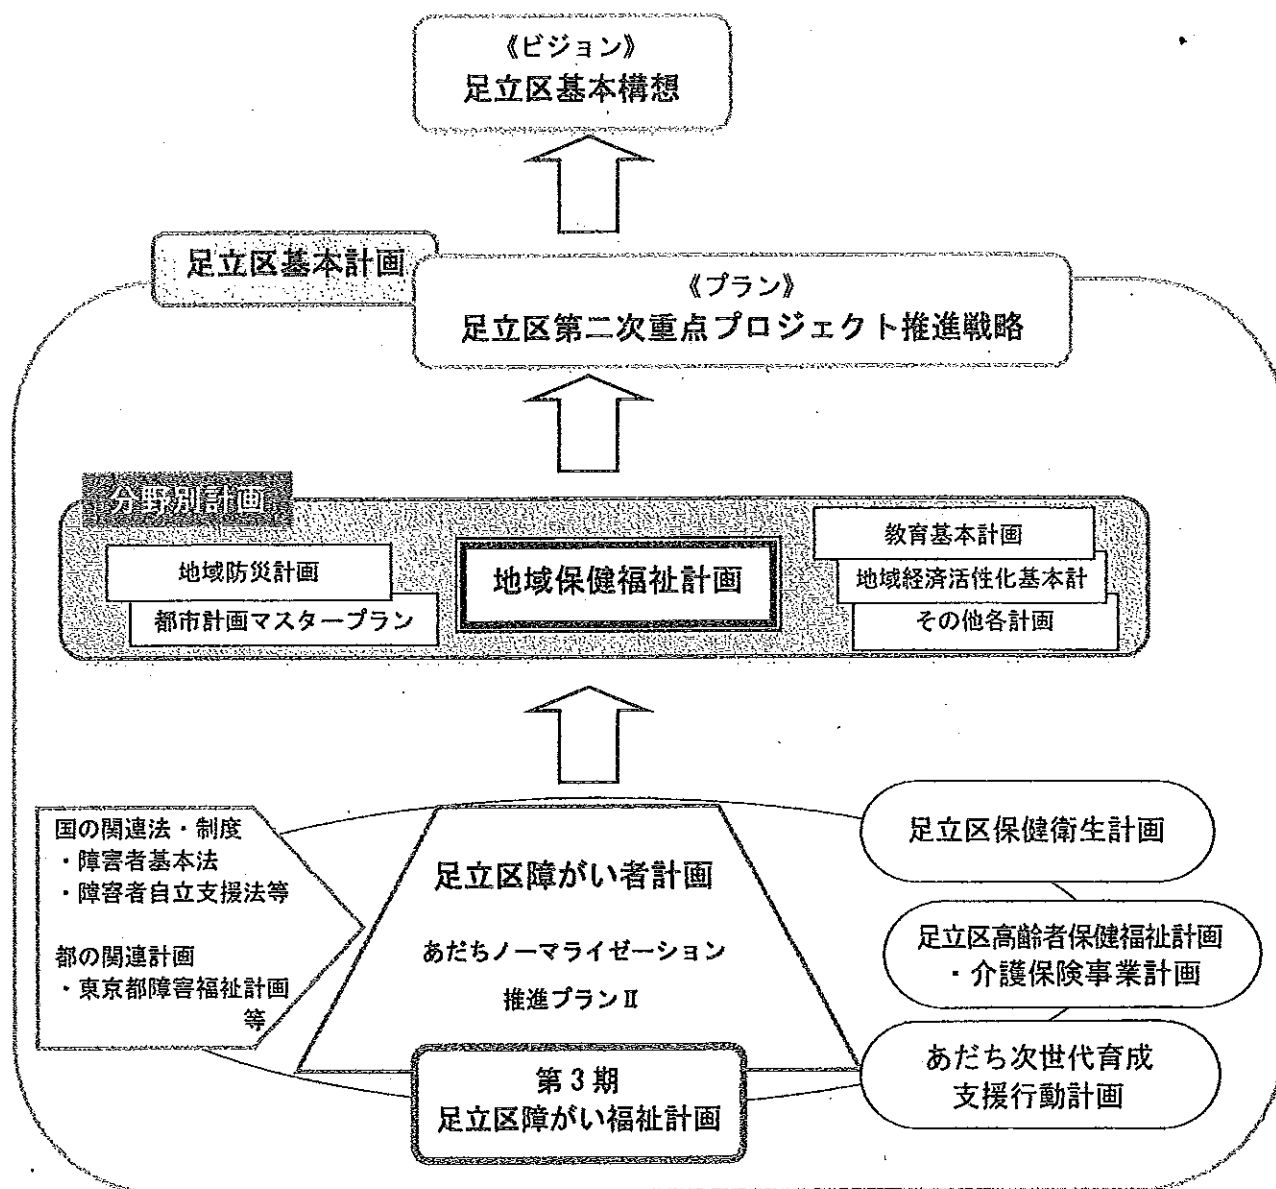 《ビジョン》
足立区基本構想
足立区基本計画
《プラン》
足立区第二次重点プロジェクト推進戦略
分野別計画
地域防災計画
都市計画マスタープラン
地域保健福祉計画
教育基本計画
地域経済活性化基本計
その他各計画
国の関連法・制度
・障害者基本法
・障害者自立支援法等
都の関連計画
・東京都障害福祉計画
等
足立区障がい者計画
あだちノーマライゼーション
推進プランⅡ
第3期
足立区障がい福祉計画
足立区保健衛生計画
足立区高齢者保健福祉計画
・介護保険事業計画
あだち次世代育成
支援行動計画